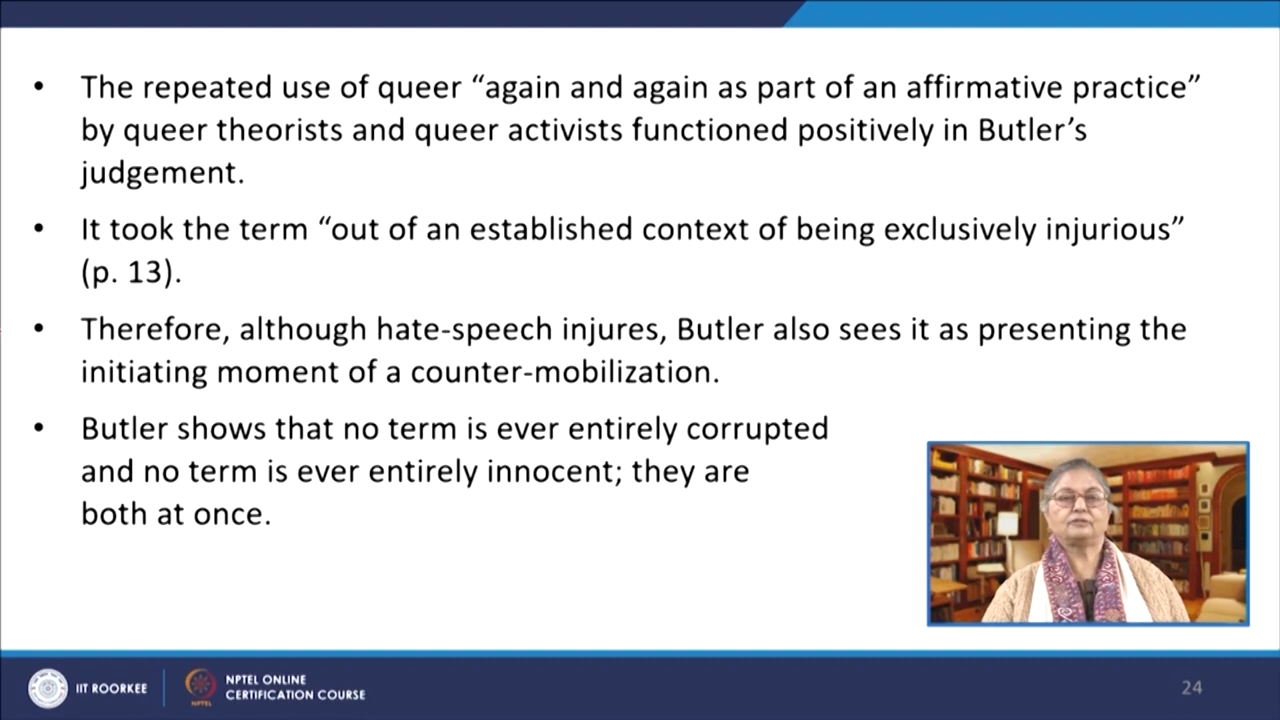 • The repeated use of queer “again and again as part of an affirmative practice”
by queer theorists and queer activists functioned positively in Butler’s
judgement.
• It took the term “out of an established context of being exclusively injurious”
(p. 13).
• Therefore, although hate-speech injures, Butler also sees it as presenting the
initiating moment of a counter-mobilization.
• Butler shows that no term is ever entirely corrupted
and no term is ever entirely innocent; they are
both at once.
IIT ROORKEE
NPTEL
NPTEL ONLINE
CERTIFICATION COURSE
24